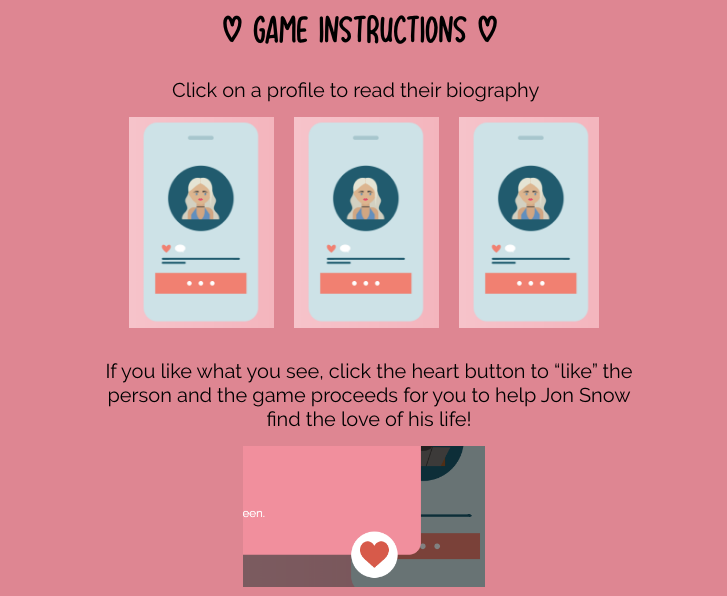 GAME INSTRUCTIONS
Click on a profile to read their biography
If you like what you see, click the heart button to “like” the
person and the game proceeds for you to help Jon Snow
find the love of his life!
een.